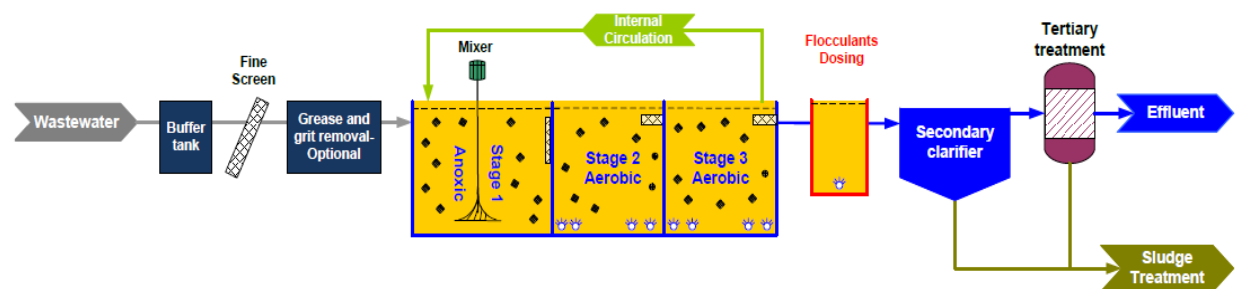 Internal
Circulation
Mixer
Flocculants
Dosing
Tertiary
treatment
Fine
Screen
Wastewater
Buffer
tank
Grease and
grit removal-
Optional
Anoxic
Stage 1
Stage 2
Aerobic
Stage 3
Aerobic
Secondary
clarifier
Effluent
Sludge
Treatment